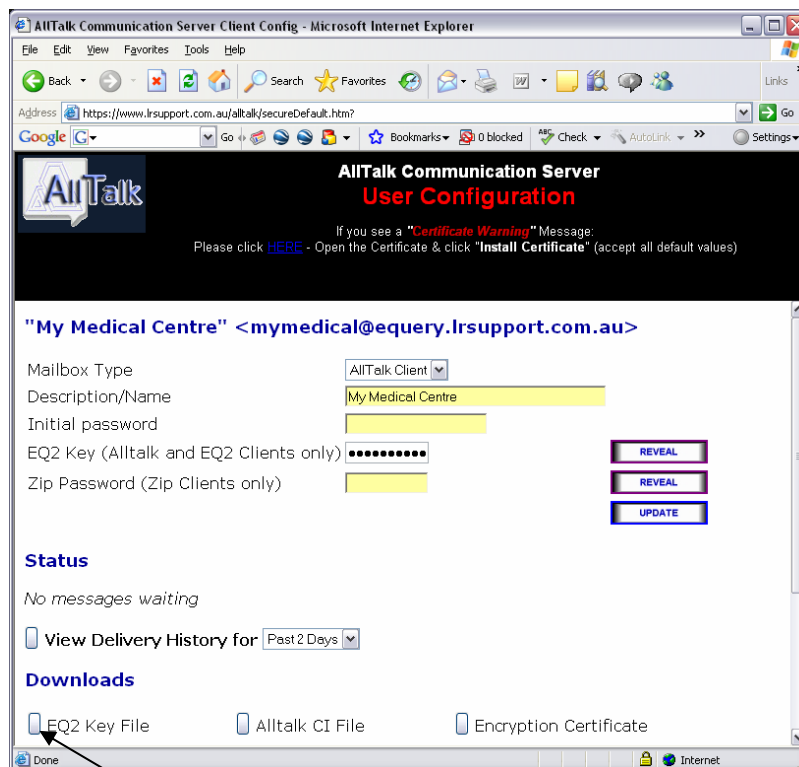 AllTalk Communication Server Client Config - Microsoft Internet Explorer
File Edit View Favorites Tools Help
Back Search Favorites Links
Address https://www.lrsupport.com.au/alltalk/secureDefault.htm? Go
Google G Go Bookmarks 0 blocked ABC Check AutoLink Settings
AllTalk
AllTalk Communication Server
User Configuration
If you see a "Certificate Warning" Message:
Please click HERE - Open the Certificate & click "Install Certificate" (accept all default values)
"My Medical Centre" <mymedical@equery.lrsupport.com.au>
Mailbox Type AllTalk Client
Description/Name My Medical Centre
Initial password
EQ2 Key (Alltalk and EQ2 Clients only) •••••••••• REVEAL
Zip Password (Zip Clients only) REVEAL
UPDATE
Status
No messages waiting
View Delivery History for Past 2 Days
Downloads
EQ2 Key File Alltalk CI File Encryption Certificate
Done Internet